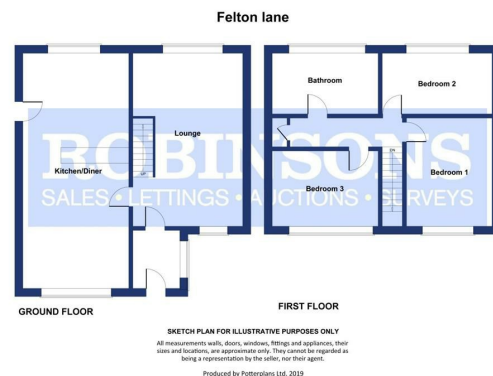 Felton lane
Bathroom
Bedroom 2
Lounge
Kitchen/Diner
ROBINSONS
SALES • LETTINGS • AUCTIONS • SURVEYS
Bedroom 3
Bedroom 1
GROUND FLOOR
FIRST FLOOR
SKETCH PLAN FOR ILLUSTRATIVE PURPOSES ONLY
All measurements walls, doors, windows, fittings and appliances, their
sizes and locations, are approximate only. They cannot be regarded as
being a representation by the seller, nor their agent.
Produced by Potterplans Ltd. 2019